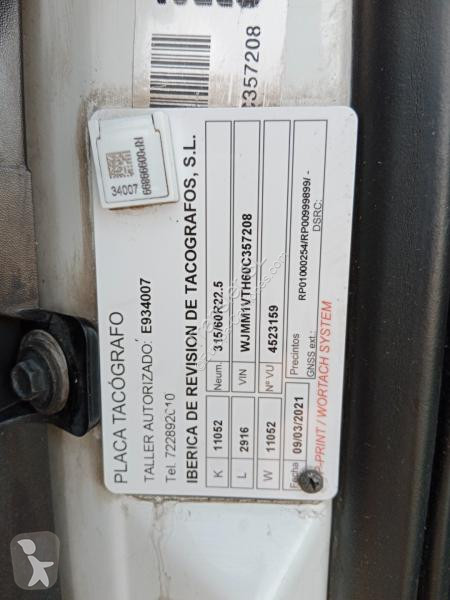 C357208
34007
PLACA TACÓGRAFO
TALLER AUTORIZADO: E934007
Tel. 722892010
IBERICA DE REVISION DE TACOGRAFOS, S.L.
K 11052 Neum. 315/60R22.5
L 2916 VIN WJMM1VTH60C357208
W 11052 Nº VU 4523159
Fecha 09/03/2021 Precintos RP01000254/RP00999899/ -
GNSS ext.: DSRC:
P-PRINT / WORTACH SYSTEM